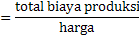 = total biaya produksi
harga